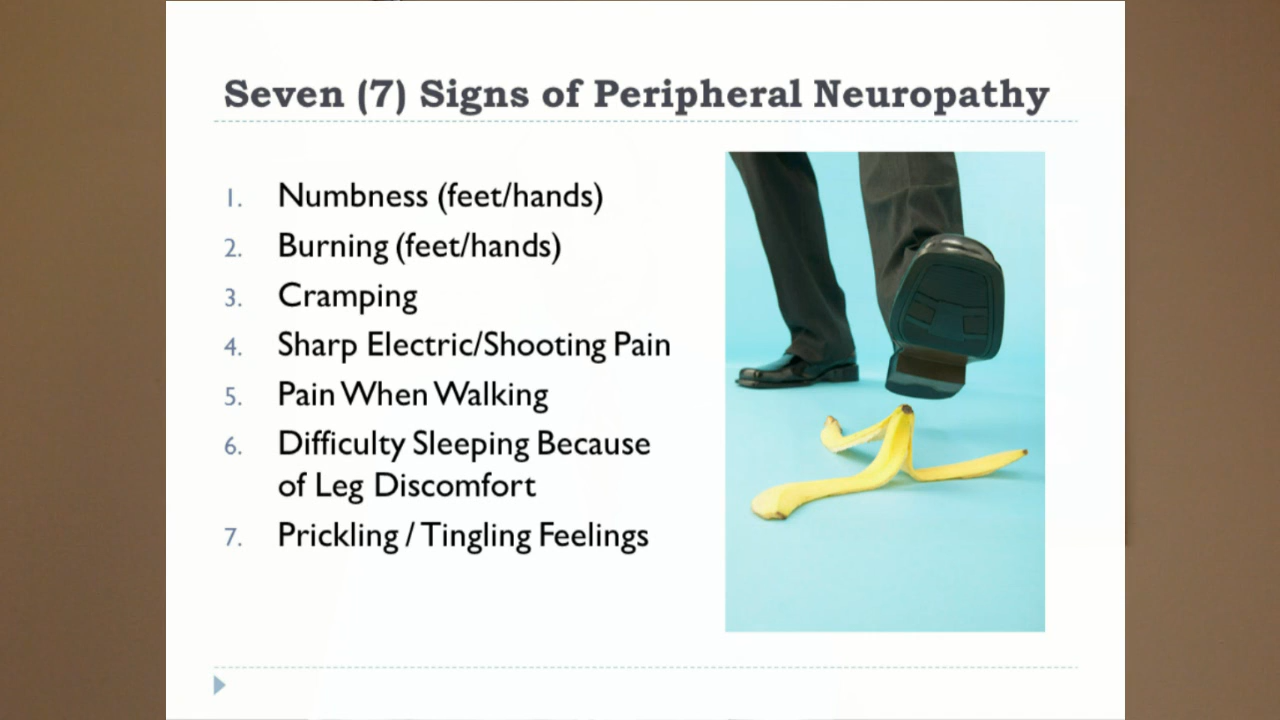 Seven (7) Signs of Peripheral Neuropathy
1. Numbness (feet/hands)
2. Burning (feet/hands)
3. Cramping
4. Sharp Electric/Shooting Pain
5. Pain When Walking
6. Difficulty Sleeping Because
of Leg Discomfort
7. Prickling / Tingling Feelings